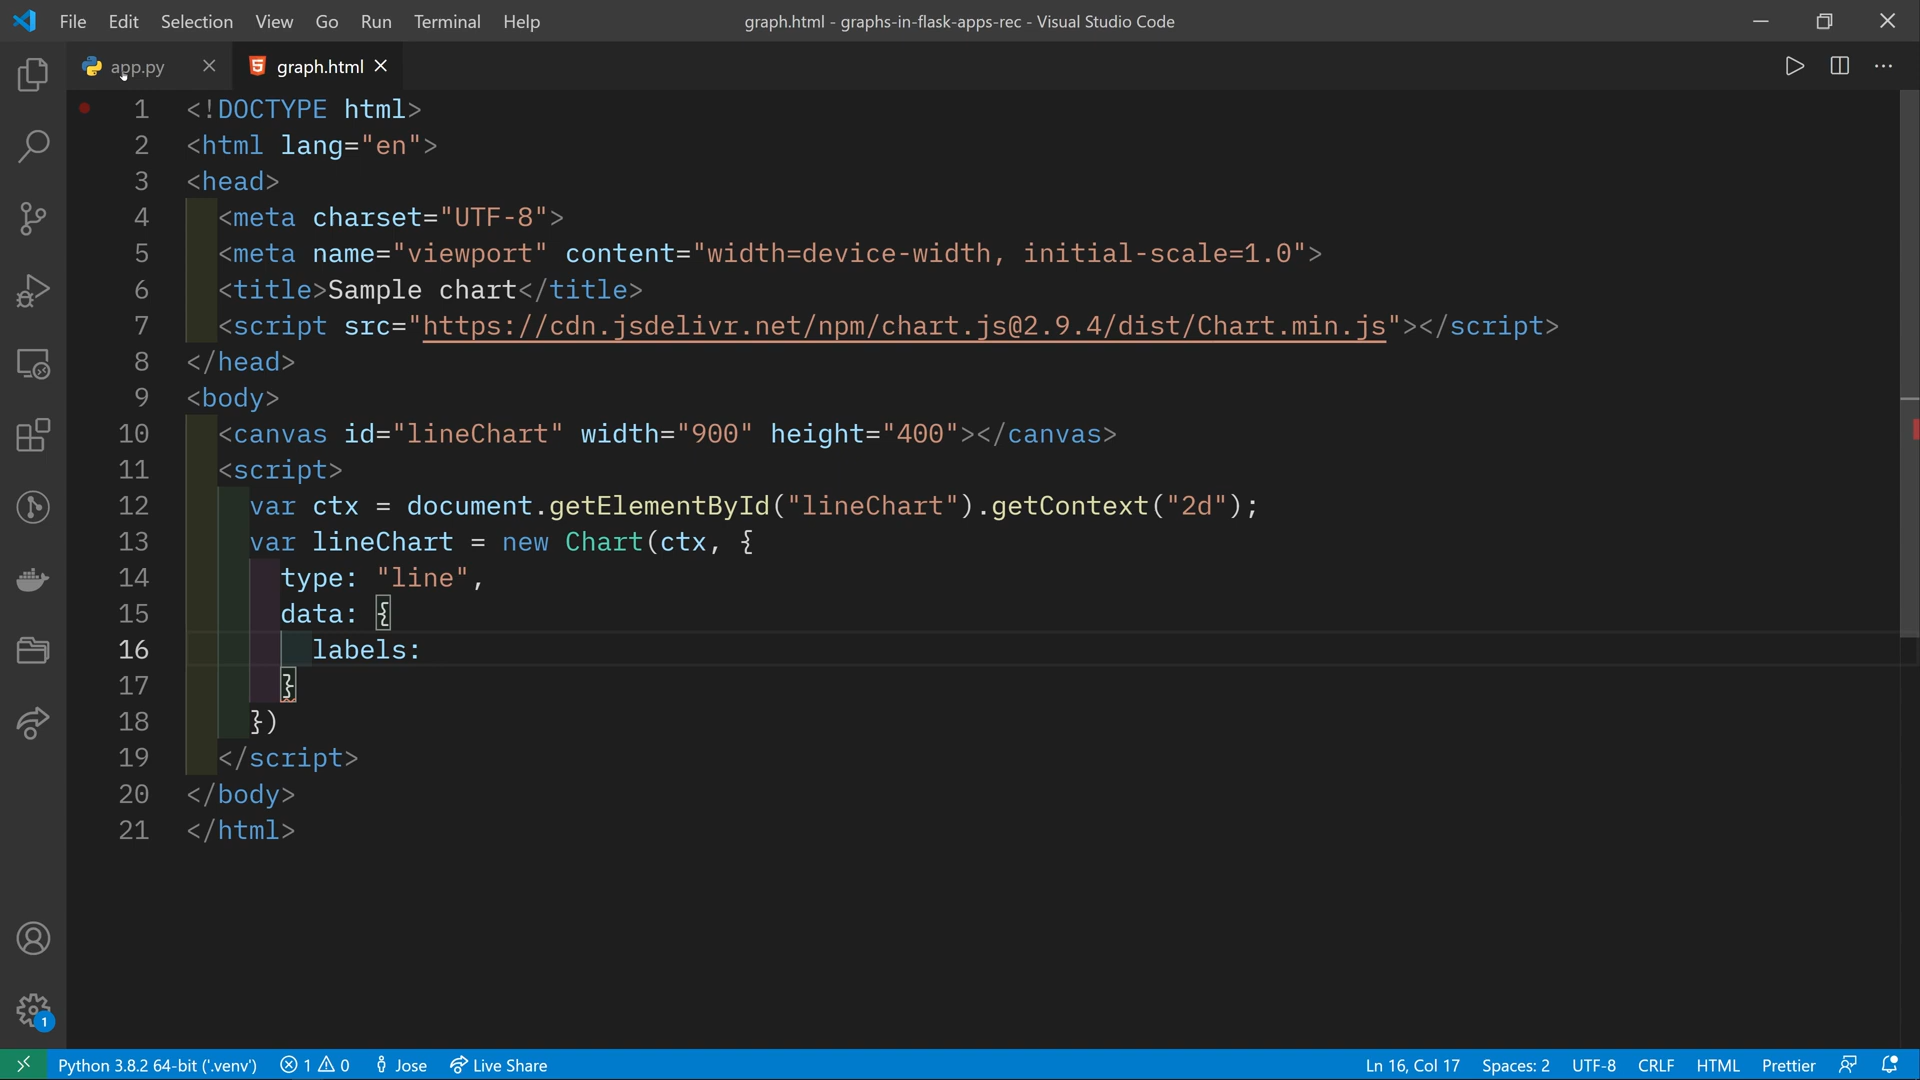 File Edit Selection View Go Run Terminal Help graph.html - graphs-in-flask-apps-rec - Visual Studio Code
app.py graph.html
1 <!DOCTYPE html>
2 <html lang="en">
3 <head>
4 <meta charset="UTF-8">
5 <meta name="viewport" content="width=device-width, initial-scale=1.0">
6 <title>Sample chart</title>
7 <script src="https://cdn.jsdelivr.net/npm/chart.js@2.9.4/dist/Chart.min.js"></script>
8 </head>
9 <body>
10 <canvas id="lineChart" width="900" height="400"></canvas>
11 <script>
12 var ctx = document.getElementById("lineChart").getContext("2d");
13 var lineChart = new Chart(ctx, {
14 type: "line",
15 data: {
16 labels:
17 }
18 })
19 </script>
20 </body>
21 </html>
1
Python 3.8.2 64-bit ('.venv') 1 0 Jose Live Share Ln 16, Col 17 Spaces: 2 UTF-8 CRLF HTML Prettier